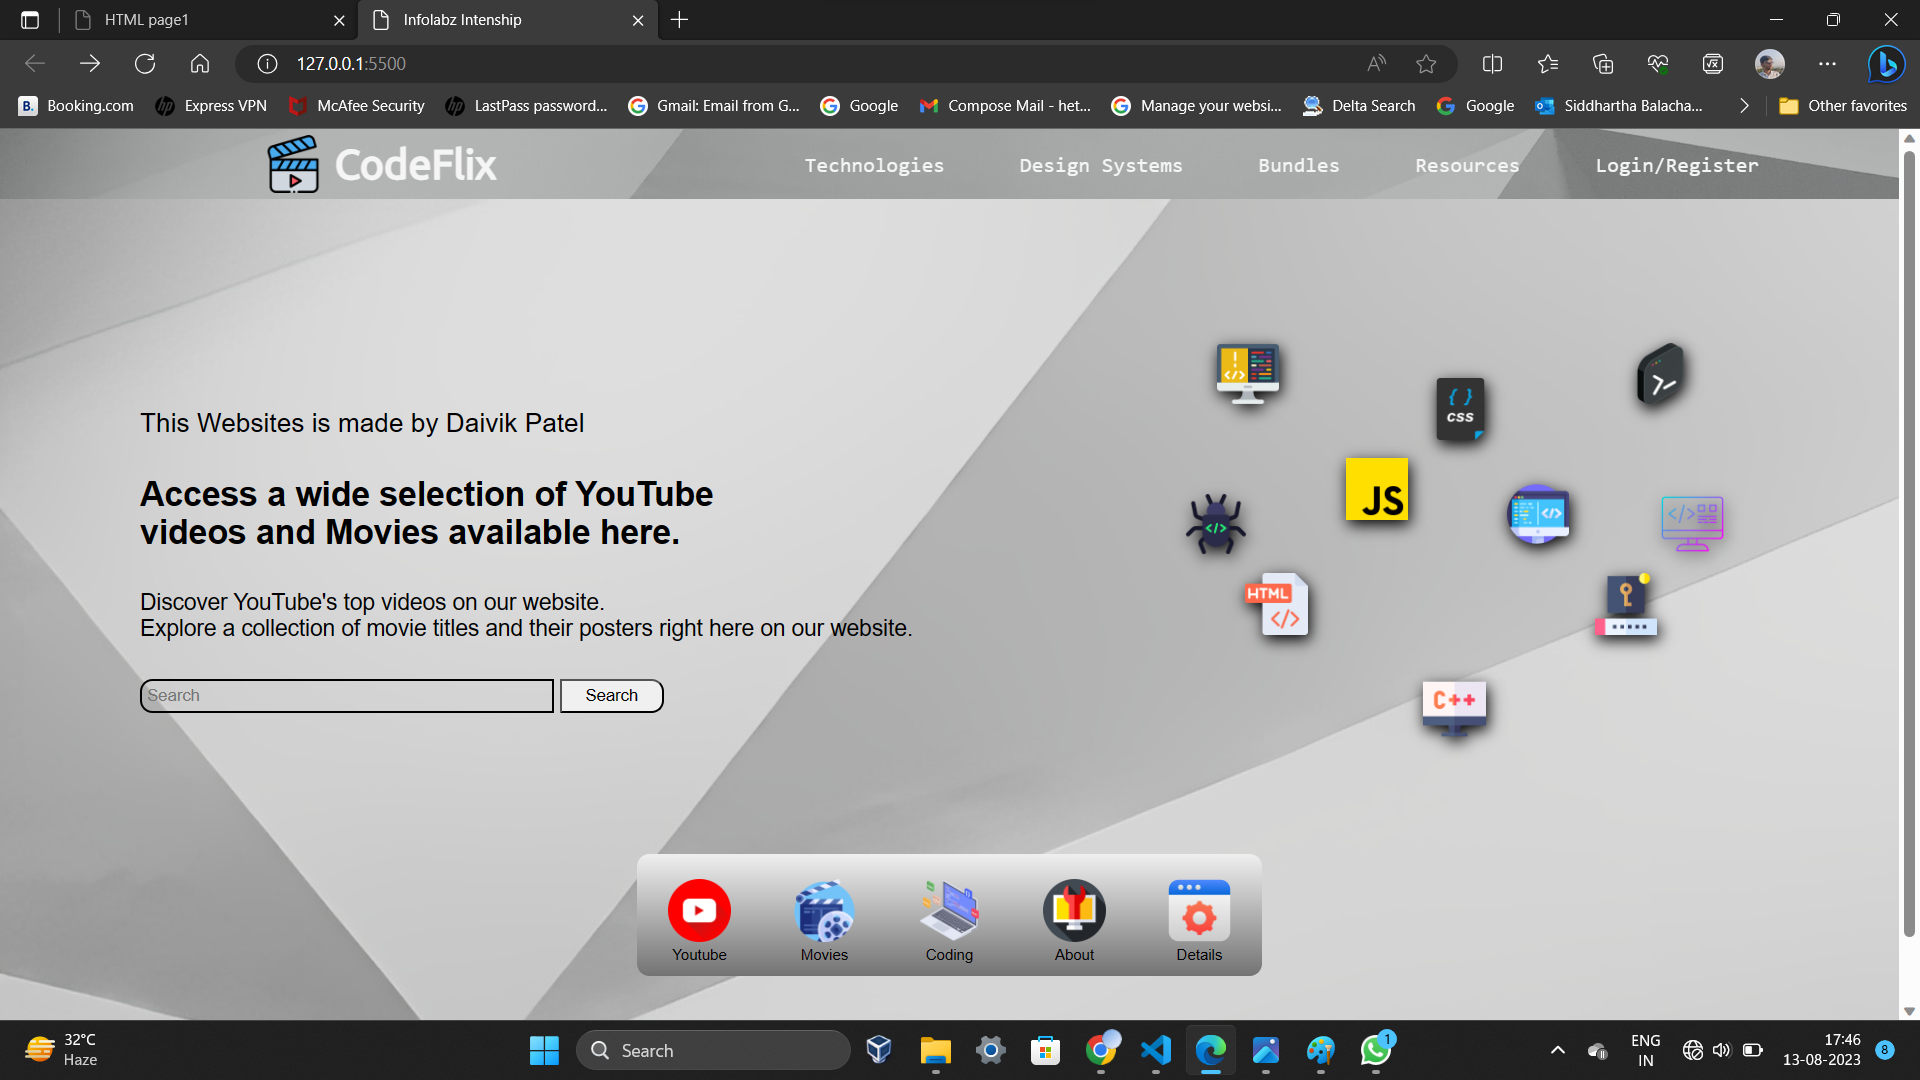 HTML page1
Infolabz Intenship
127.0.0.1:5500
Booking.com
Express VPN
McAfee Security
LastPass password...
Gmail: Email from G...
Google
Compose Mail - het...
Manage your websi...
Delta Search
Google
Siddhartha Balacha...
Other favorites
CodeFlix
Technologies
Design Systems
Bundles
Resources
Login/Register
This Websites is made by Daivik Patel
Access a wide selection of YouTube
videos and Movies available here.
Discover YouTube's top videos on our website.
Explore a collection of movie titles and their posters right here on our website.
Search
Search
{ }
css
JS
</>
</>
</>
HTML
</>
C++
Youtube
Movies
Coding
About
Details
32°C
Haze
Search
1
ENG
IN
17:46
13-08-2023
8